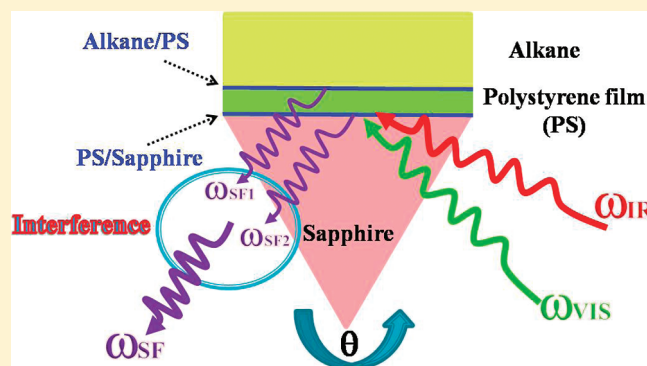 Alkane/PS
Alkane
Polystyrene film
(PS)
PS/Sapphire
ωIR
ωSF1
Interference
ωSF2
Sapphire
ωVIS
ωSF
θ